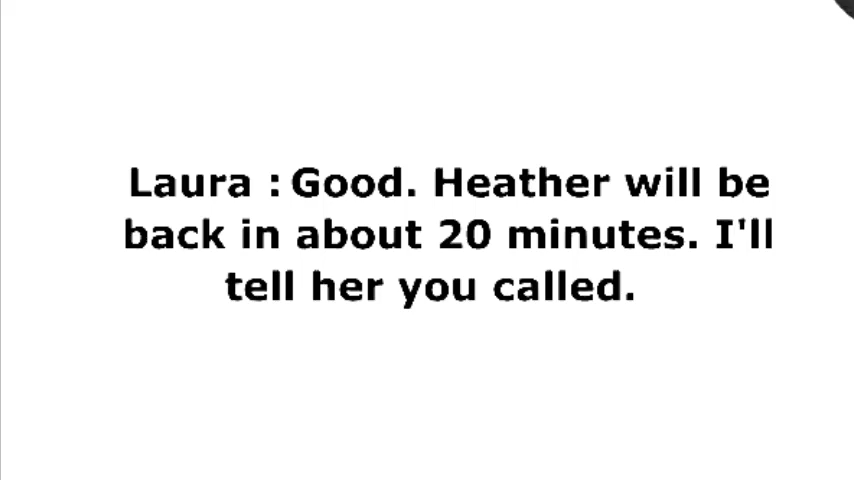 Laura : Good. Heather will be
back in about 20 minutes. I'll
tell her you called.